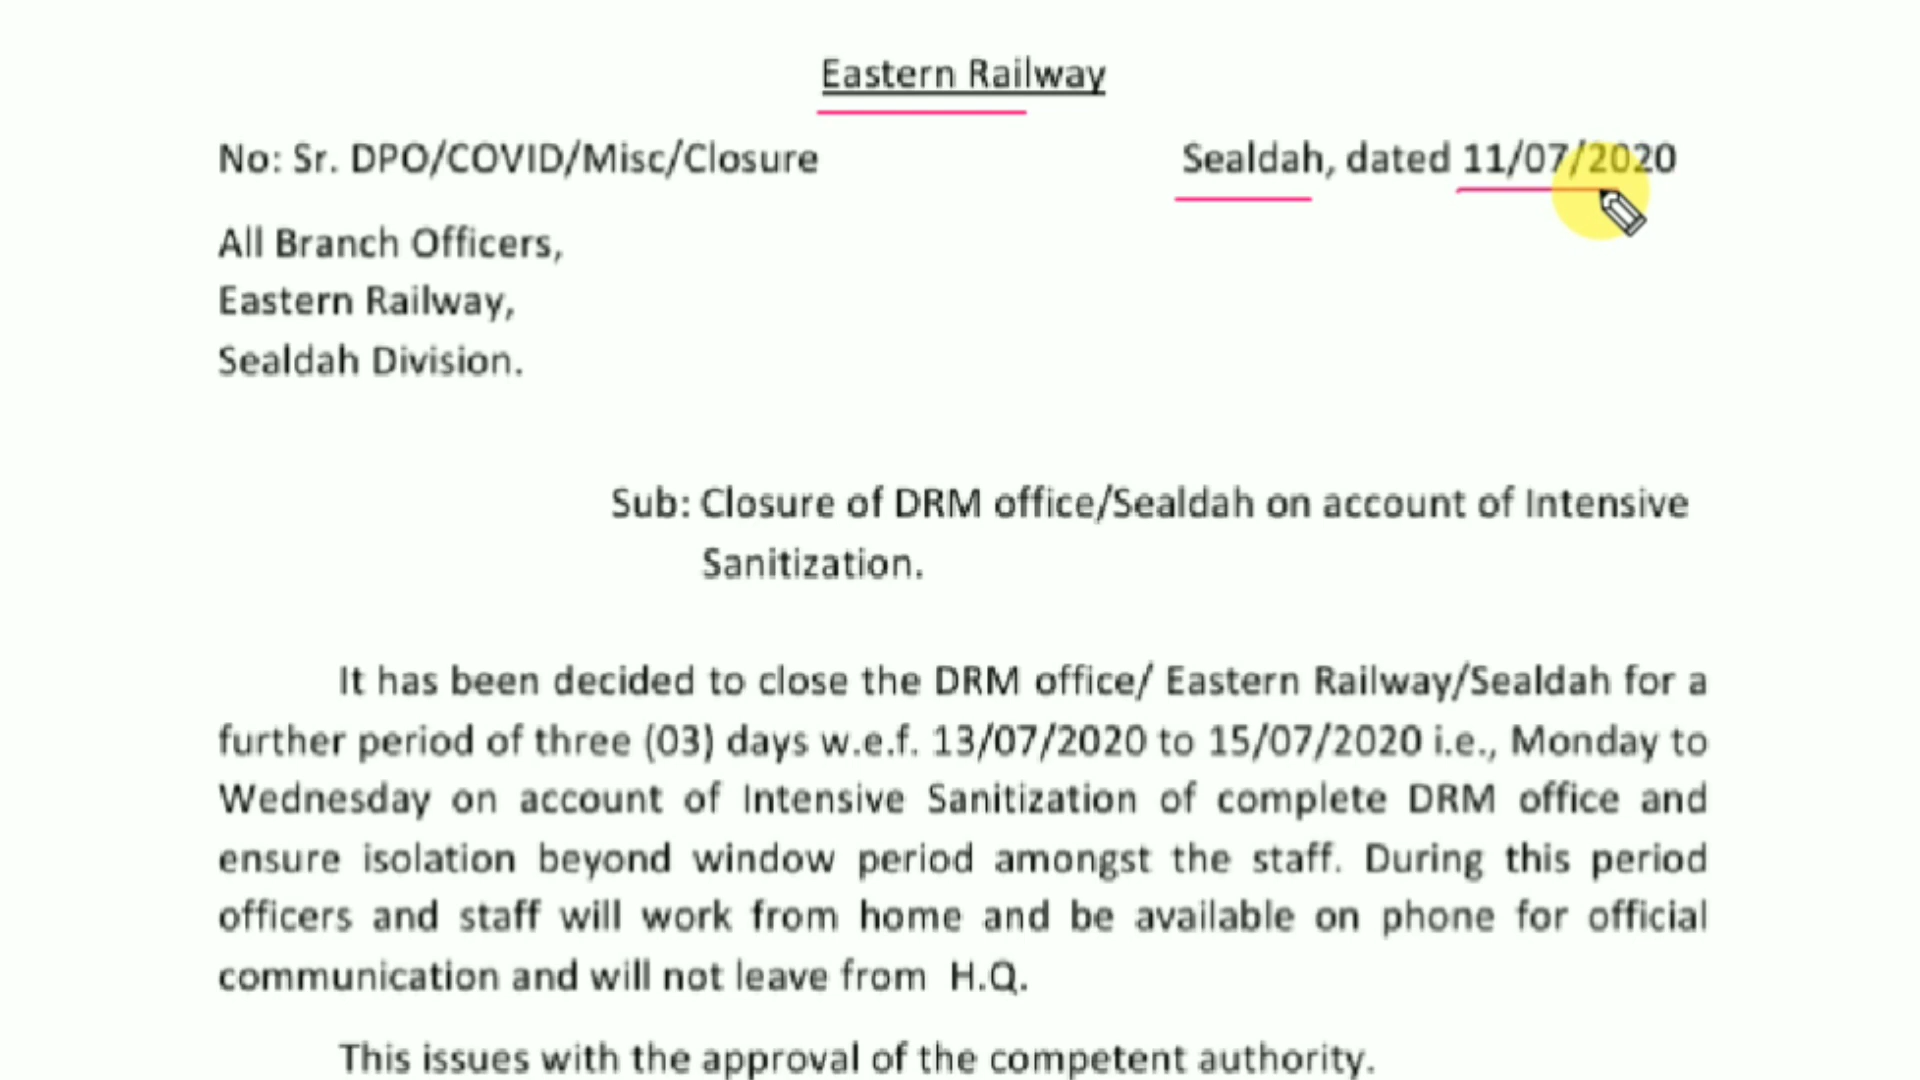 Eastern Railway
No: Sr. DPO/COVID/Misc/Closure Sealdah, dated 11/07/2020
All Branch Officers,
Eastern Railway,
Sealdah Division.
Sub: Closure of DRM office/Sealdah on account of Intensive
Sanitization.
It has been decided to close the DRM office/ Eastern Railway/Sealdah for a
further period of three (03) days w.e.f. 13/07/2020 to 15/07/2020 i.e., Monday to
Wednesday on account of Intensive Sanitization of complete DRM office and
ensure isolation beyond window period amongst the staff. During this period
officers and staff will work from home and be available on phone for official
communication and will not leave from H.Q.
This issues with the approval of the competent authority.